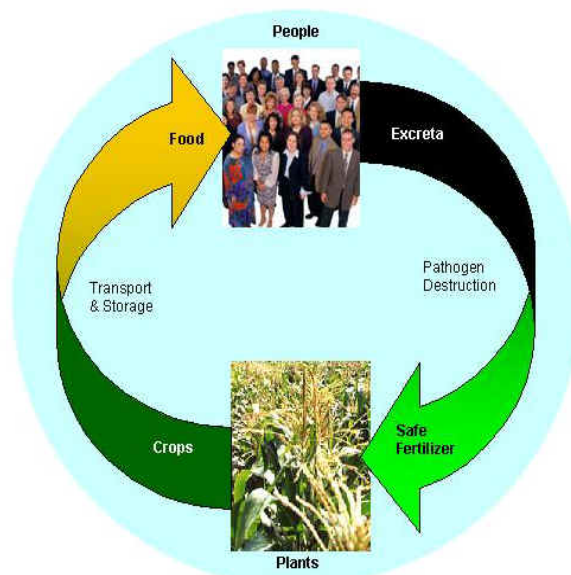 People
Food
Excreta
Transport
& Storage
Pathogen
Destruction
Crops
Safe
Fertilizer
Plants